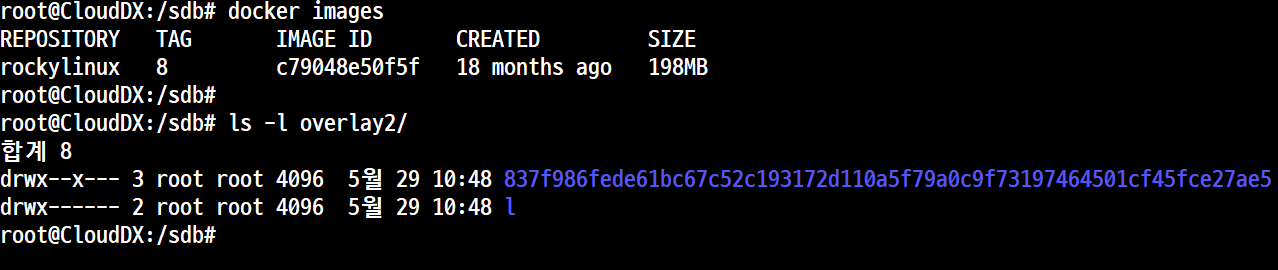 root@CloudDX:/sdb# docker images
REPOSITORY   TAG       IMAGE ID       CREATED         SIZE
rockylinux   8         c79048e50f5f   18 months ago   198MB
root@CloudDX:/sdb#
root@CloudDX:/sdb# ls -l overlay2/
합계 8
drwx--x--- 3 root root 4096  5월 29 10:48 837f986fede61bc67c52c193172d110a5f79a0c9f73197464501cf45fce27ae5
drwx------ 2 root root 4096  5월 29 10:48 l
root@CloudDX:/sdb#